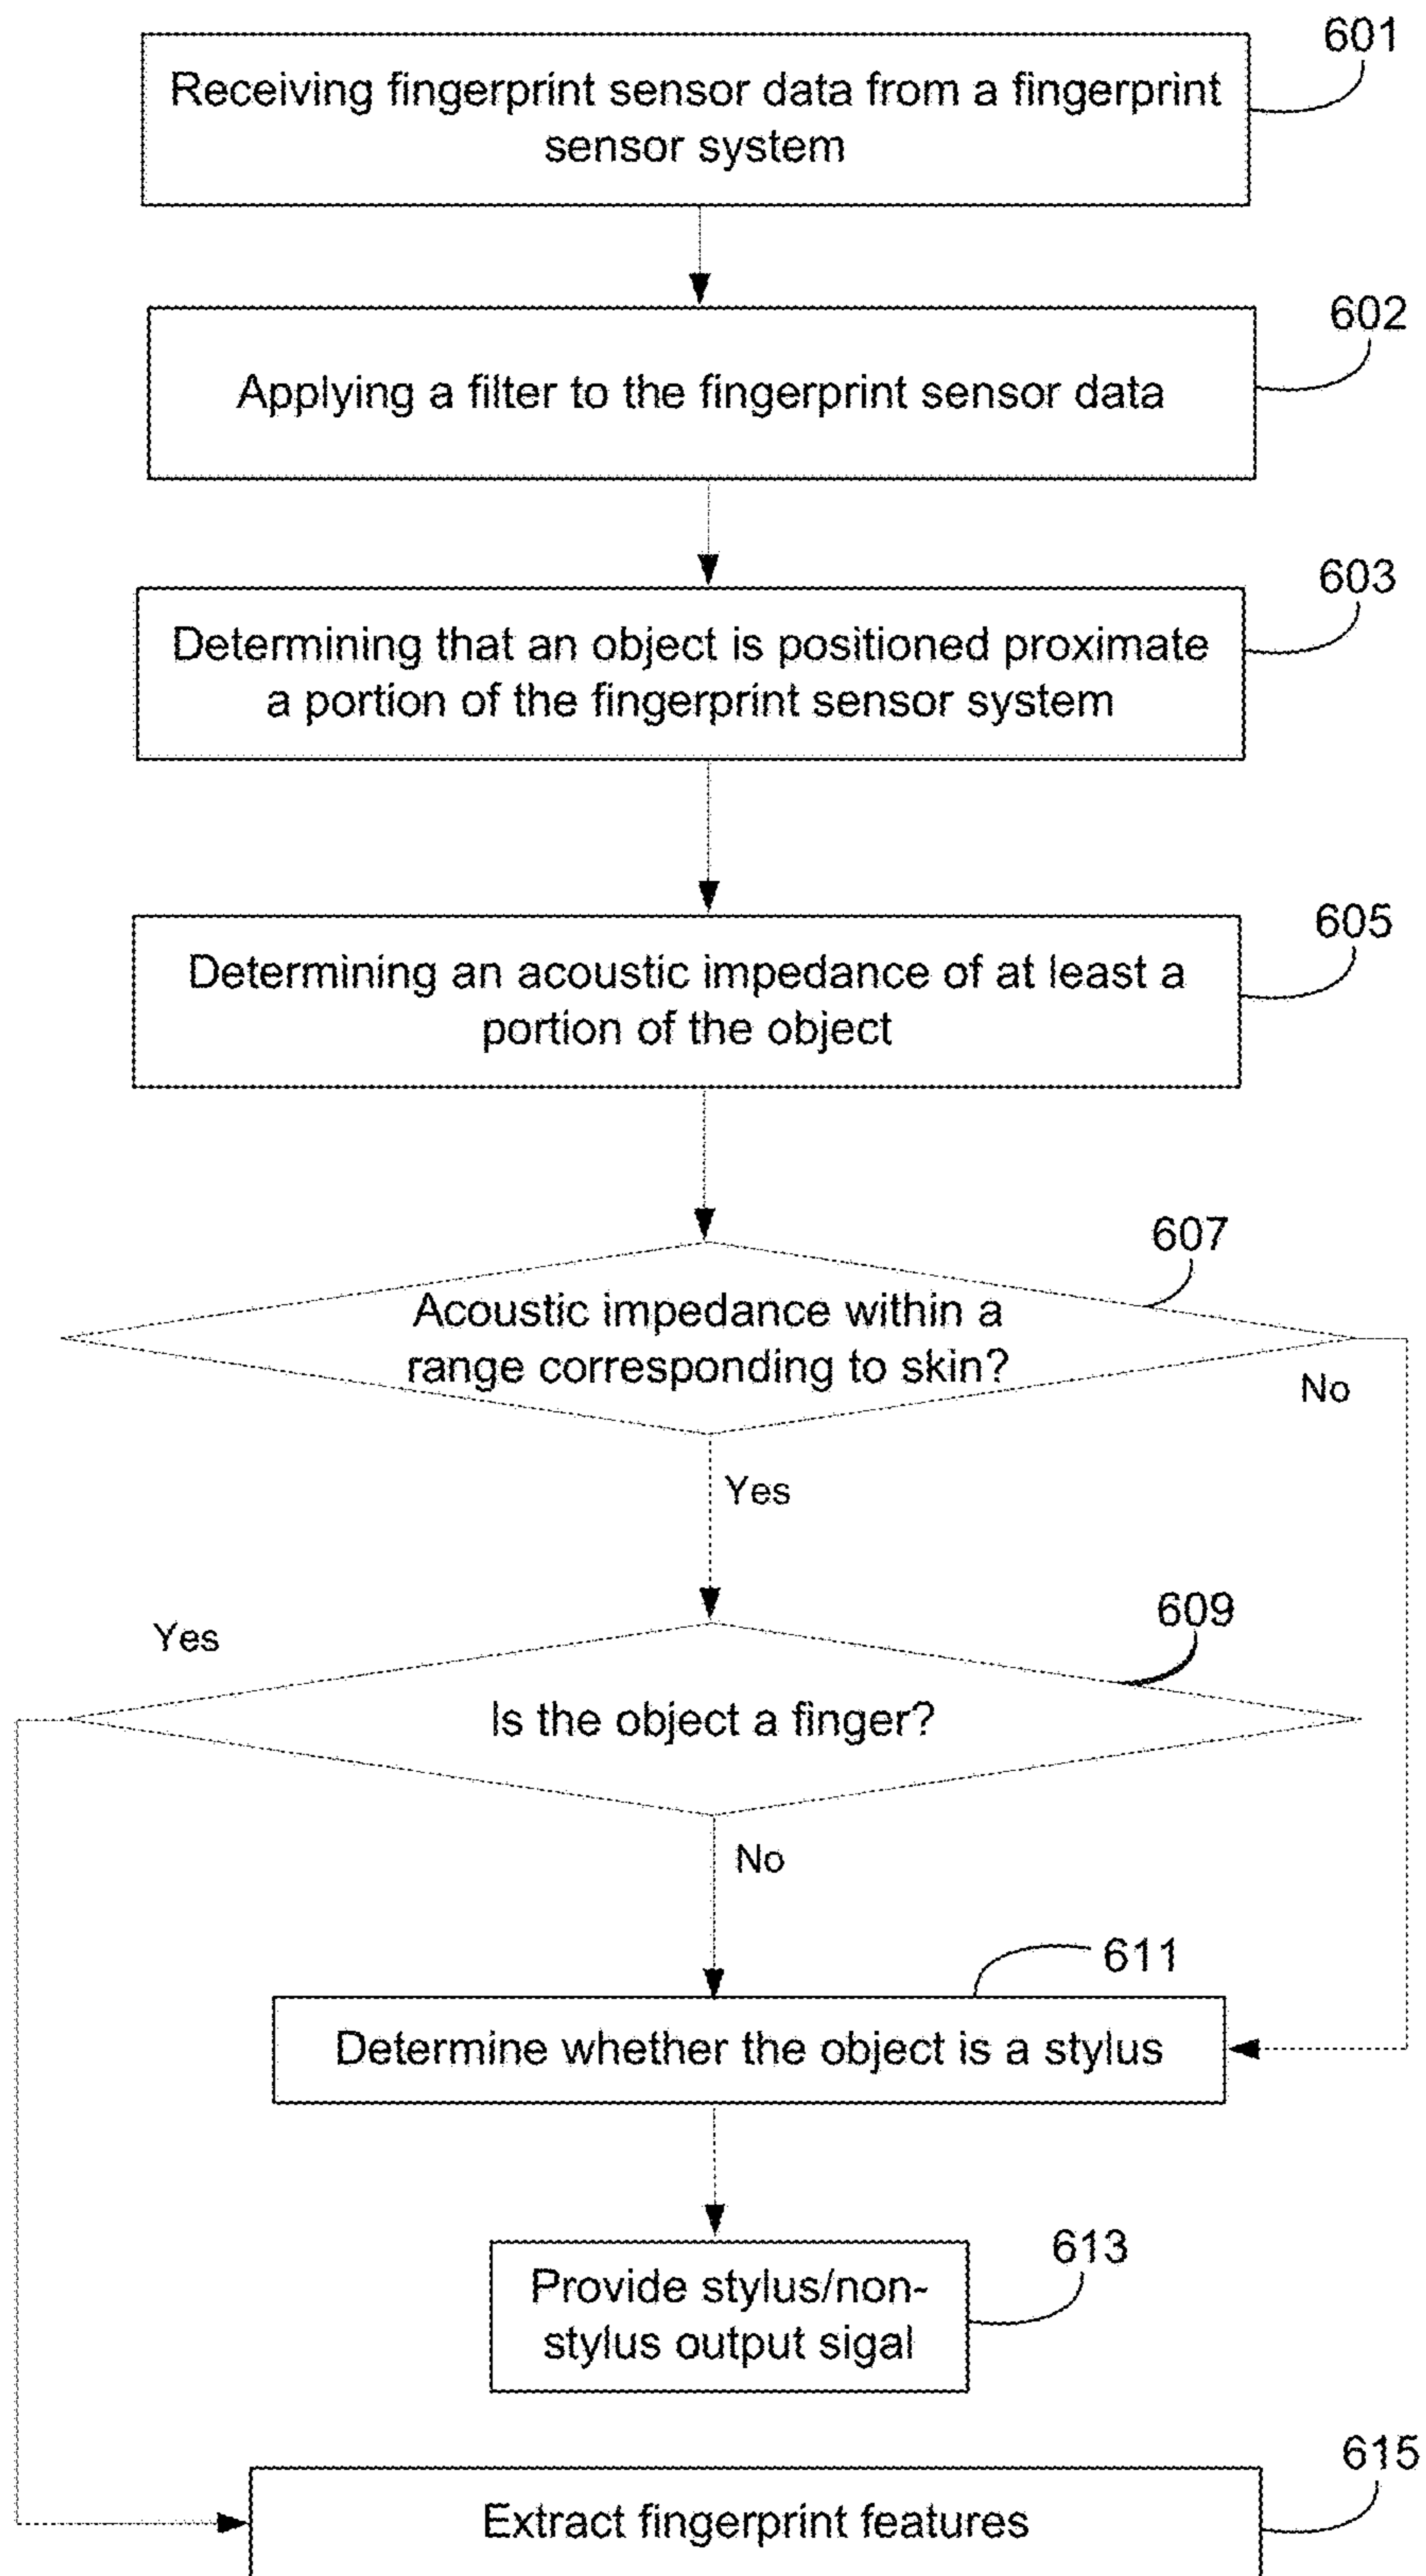 601
Receiving fingerprint sensor data from a fingerprint
sensor system
602
Applying a filter to the fingerprint sensor data
603
Determining that an object is positioned proximate
a portion of the fingerprint sensor system
605
Determining an acoustic impedance of at least a
portion of the object
607
Acoustic impedance within a
range corresponding to skin?
No
Yes
609
Yes
Is the object a finger?
No
611
Determine whether the object is a stylus
613
Provide stylus/non-
stylus output sigal
615
Extract fingerprint features